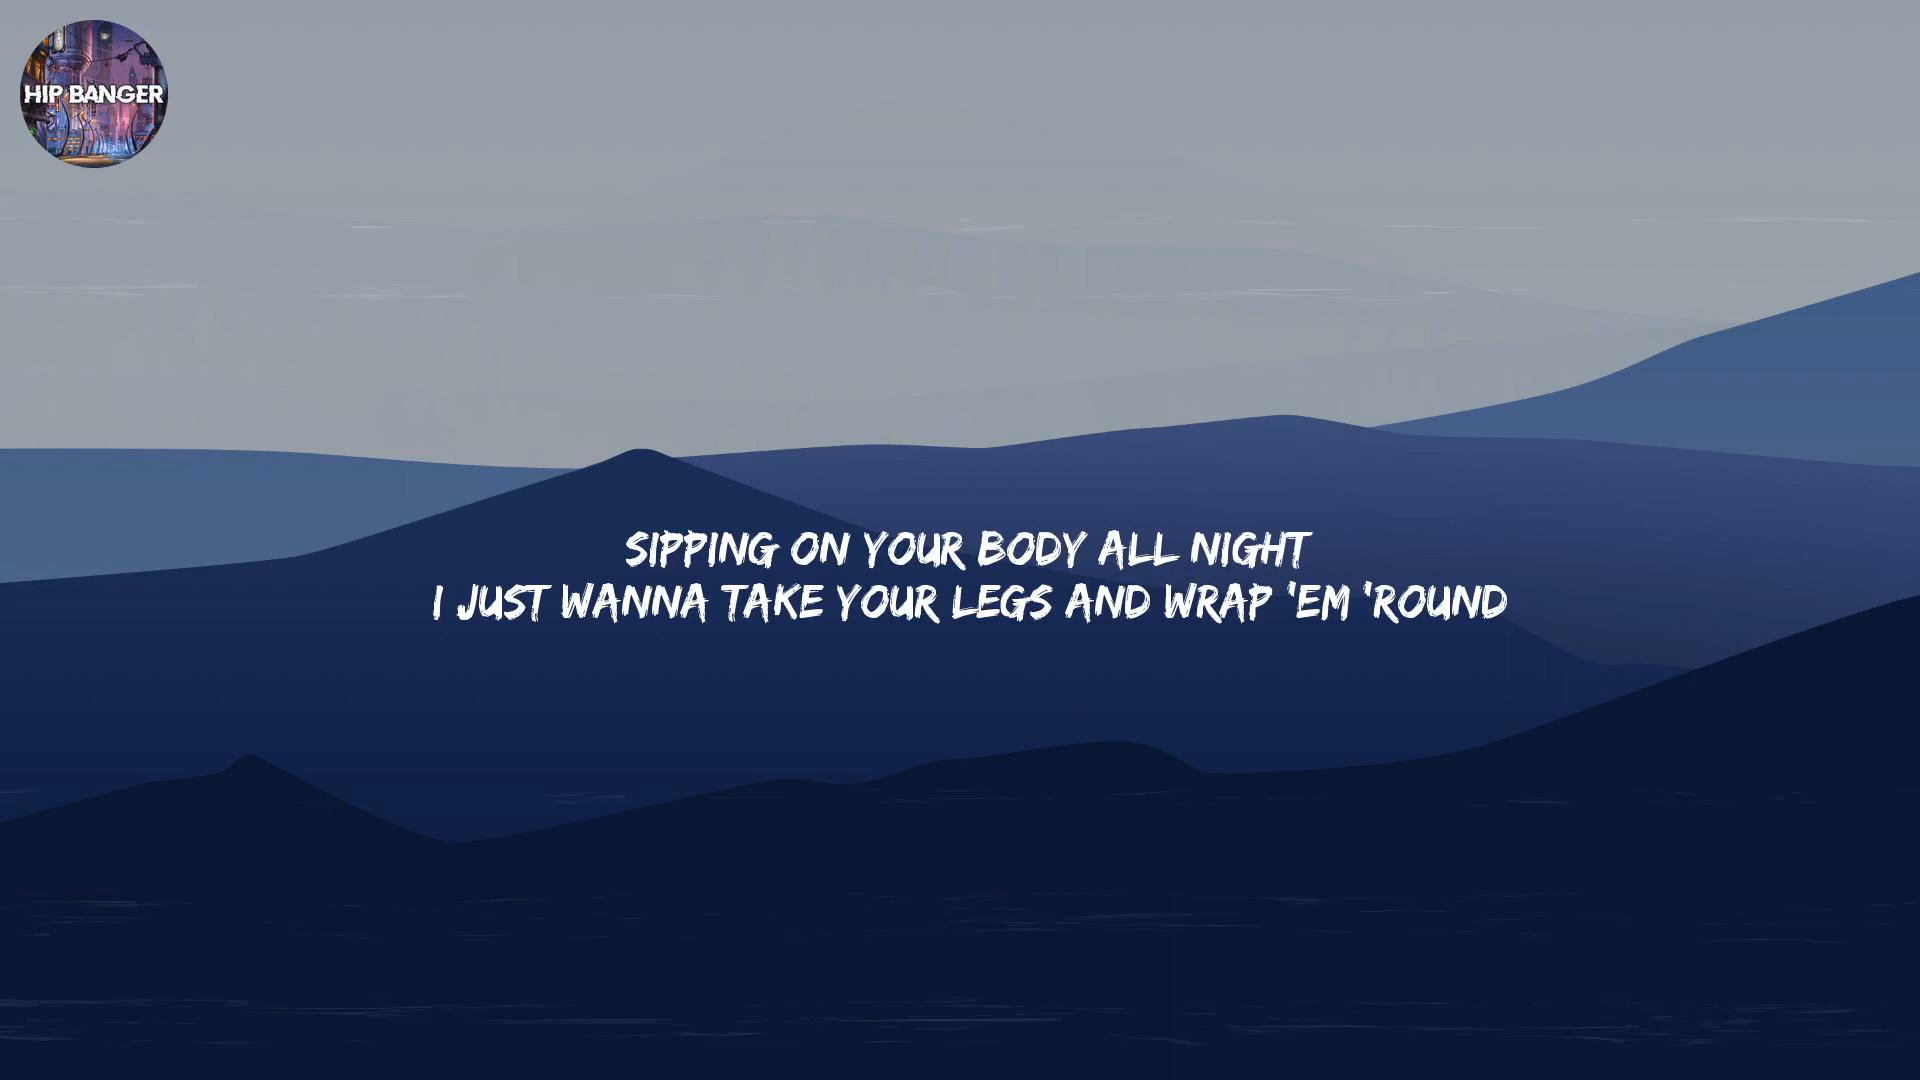 HIP BANGER
SIPPING ON YOUR BODY ALL NIGHT
I JUST WANNA TAKE YOUR LEGS AND WRAP 'EM 'ROUND